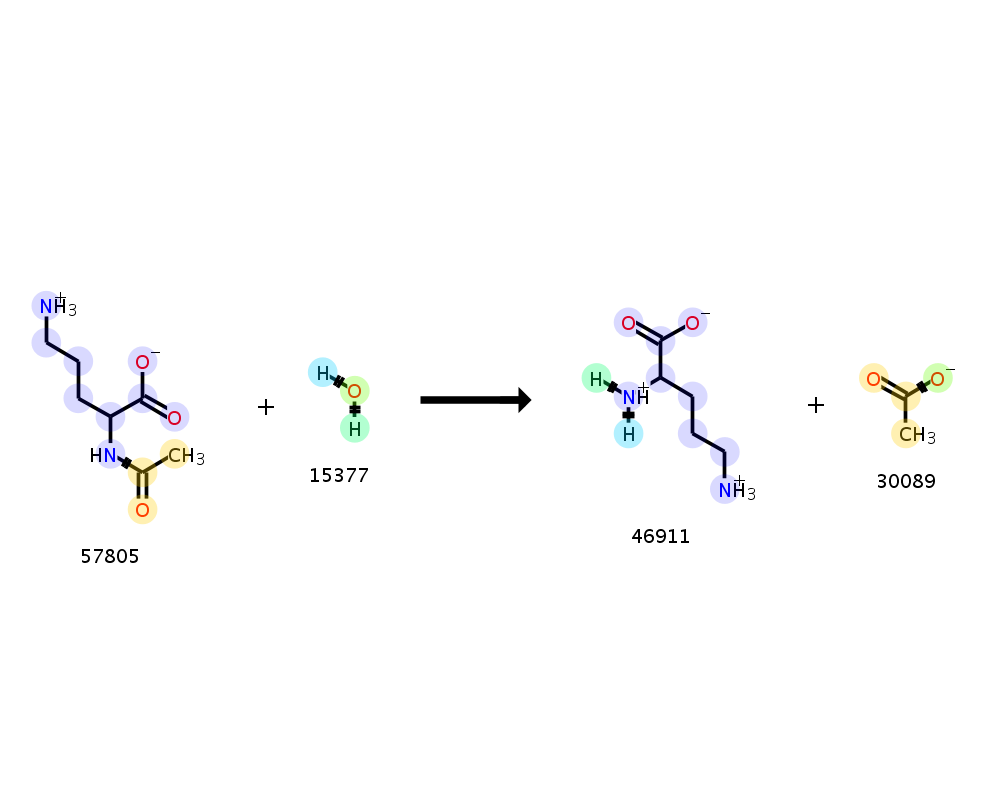 NH₃⁺
O⁻
O
HN
CH₃
O
57805
+
H
O
H
15377
O
O⁻
H
NH⁺
H
NH₃⁺
46911
+
O
O⁻
CH₃
30089